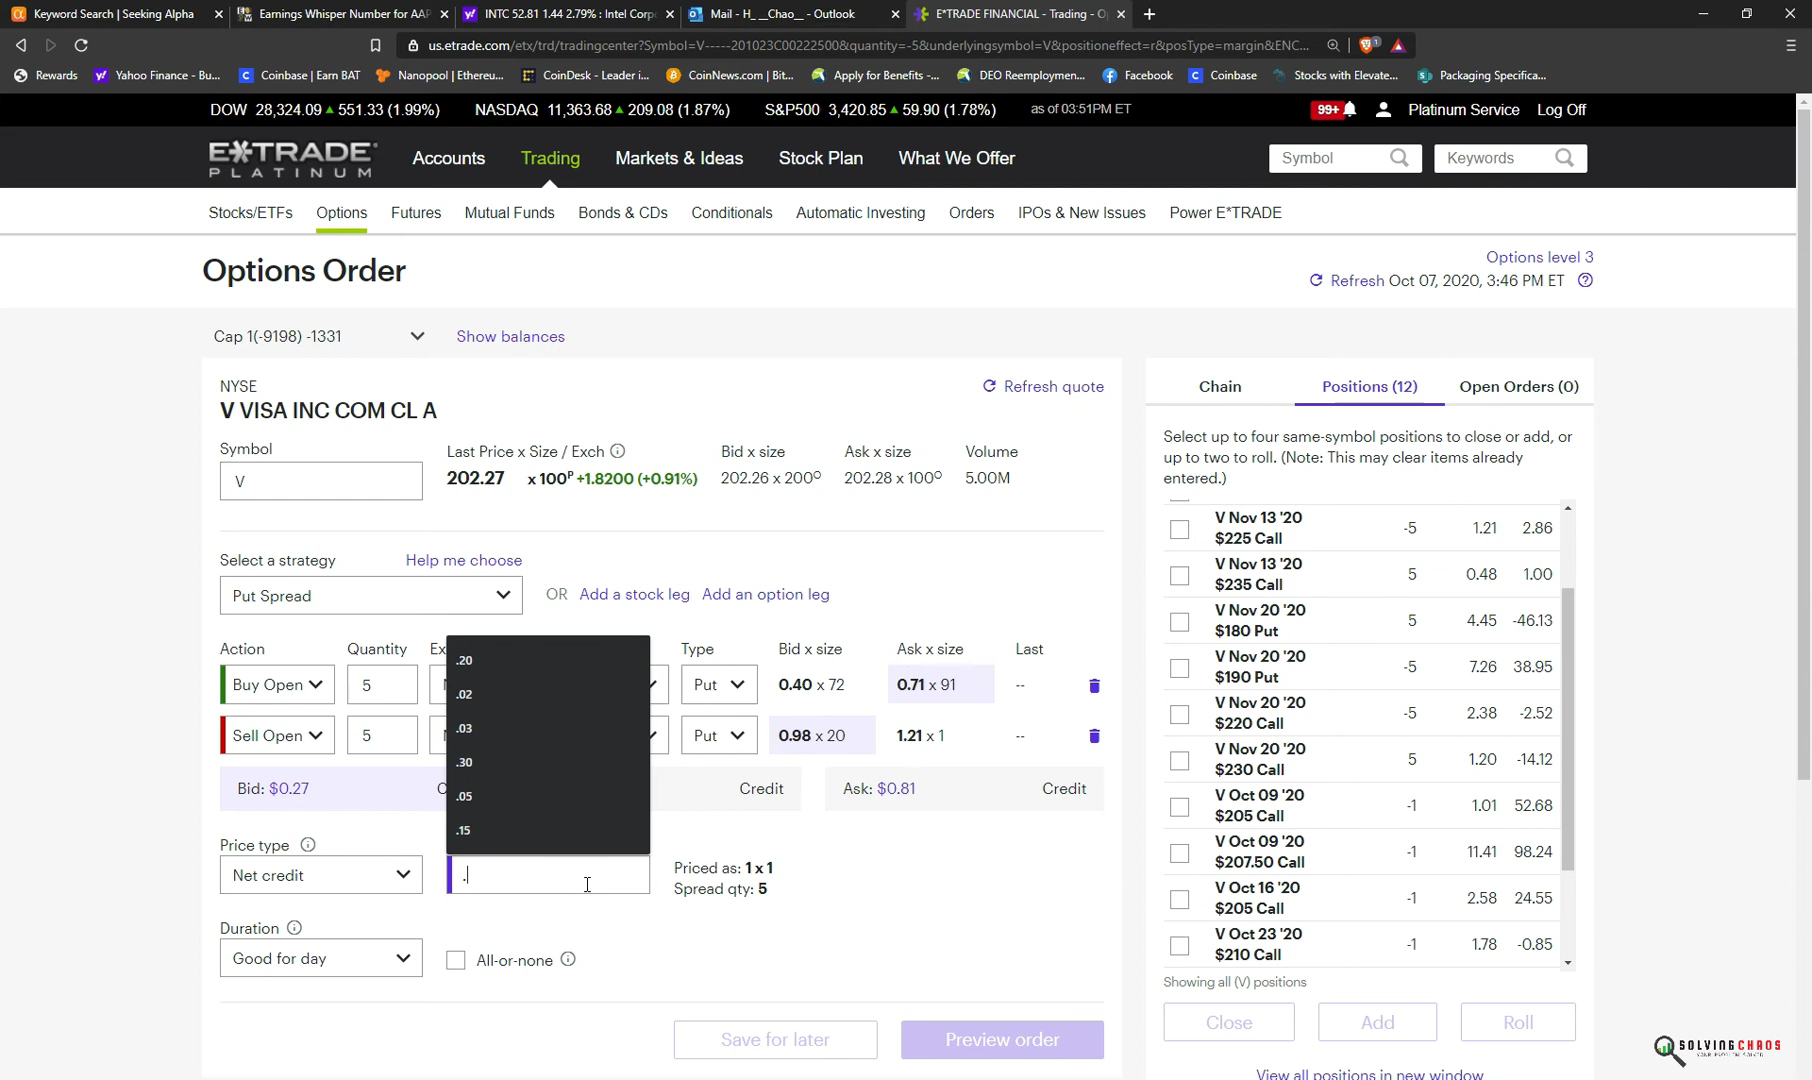 Keyword Search | Seeking Alpha
Earnings Whisper Number for AAP
INTC 52.81 1.44 2.79% : Intel Corp
Mail - H_ __Chao__ - Outlook
E*TRADE FINANCIAL - Trading - O
us.etrade.com/etx/trd/tradingcenter?Symbol=V-----201023C00222500&quantity=-5&underlyingsymbol=V&positioneffect=r&posType=margin&ENC...
Rewards
Yahoo Finance - Bu...
Coinbase | Earn BAT
Nanopool | Ethereu...
CoinDesk - Leader i...
CoinNews.com | Bit...
Apply for Benefits -...
DEO Reemploymen...
Facebook
Coinbase
Stocks with Elevate...
Packaging Specifica...
DOW 28,324.09 ▲ 551.33 (1.99%) NASDAQ 11,363.68 ▲ 209.08 (1.87%) S&P500 3,420.85 ▲ 59.90 (1.78%) as of 03:51PM ET
99+ Platinum Service Log Off
E*TRADE
PLATINUM
Accounts Trading Markets & Ideas Stock Plan What We Offer
Symbol Keywords
Stocks/ETFs Options Futures Mutual Funds Bonds & CDs Conditionals Automatic Investing Orders IPOs & New Issues Power E*TRADE
Options Order
Options level 3
Refresh Oct 07, 2020, 3:46 PM ET
Cap 1(-9198) -1331 Show balances
NYSE
V VISA INC COM CL A
Refresh quote
Symbol Last Price x Size / Exch Bid x size Ask x size Volume
V 202.27 x 100P +1.8200 (+0.91%) 202.26 x 200O 202.28 x 100O 5.00M
Select a strategy Help me choose
Put Spread OR Add a stock leg Add an option leg
Action Quantity Ex Type Bid x size Ask x size Last
Buy Open 5 Put 0.40 x 72 0.71 x 91 --
Sell Open 5 Put 0.98 x 20 1.21 x 1 --
.20
.02
.03
.30
.05
.15
Bid: $0.27 Credit Ask: $0.81 Credit
Price type
Net credit . Priced as: 1 x 1
Spread qty: 5
Duration
Good for day All-or-none
Save for later Preview order
Chain Positions (12) Open Orders (0)
Select up to four same-symbol positions to close or add, or
up to two to roll. (Note: This may clear items already
entered.)
V Nov 13 '20
$225 Call -5 1.21 2.86
V Nov 13 '20
$235 Call 5 0.48 1.00
V Nov 20 '20
$180 Put 5 4.45 -46.13
V Nov 20 '20
$190 Put -5 7.26 38.95
V Nov 20 '20
$220 Call -5 2.38 -2.52
V Nov 20 '20
$230 Call 5 1.20 -14.12
V Oct 09 '20
$205 Call -1 1.01 52.68
V Oct 09 '20
$207.50 Call -1 11.41 98.24
V Oct 16 '20
$205 Call -1 2.58 24.55
V Oct 23 '20
$210 Call -1 1.78 -0.85
Showing all (V) positions
Close Add Roll
View all positions in new window
SOLVINGCHAOS